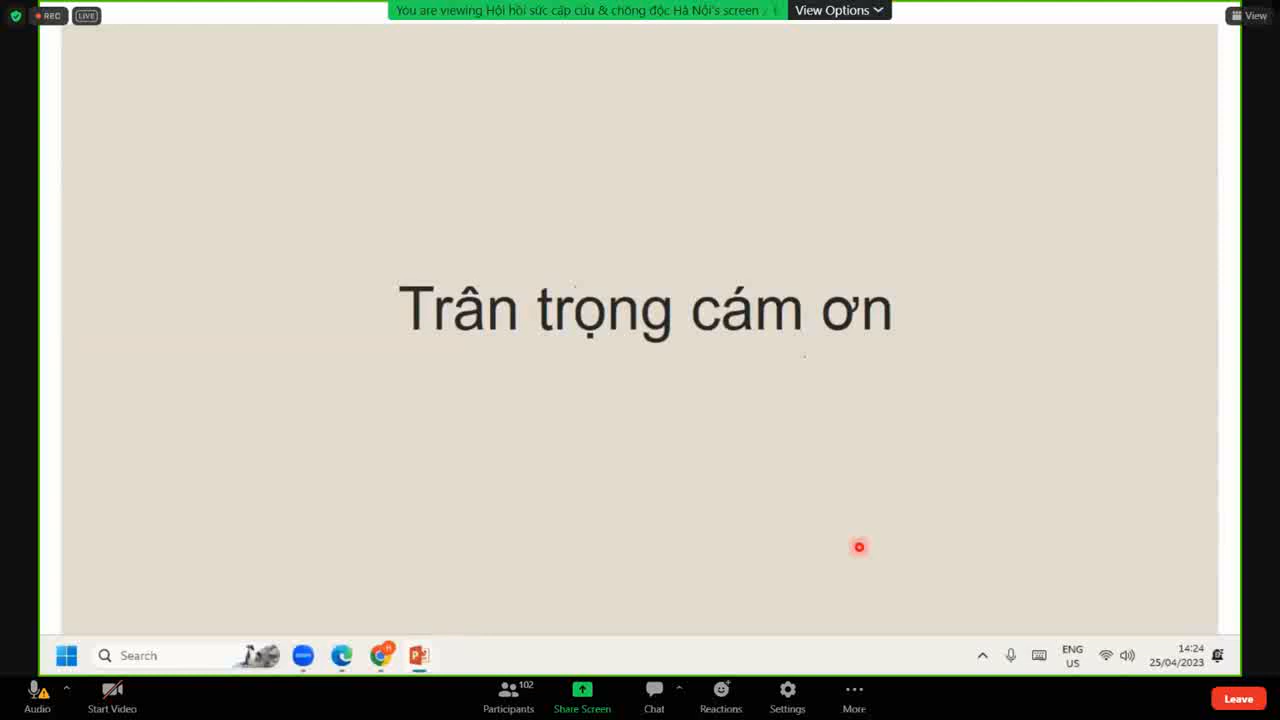 REC LIVE You are viewing Hội hồi sức cấp cứu & chống độc Hà Nội's screen View Options View
Trân trọng cám ơn
Search
ENG
US
14:24
25/04/2023
102
Audio Start Video Participants Share Screen Chat Reactions Settings More Leave